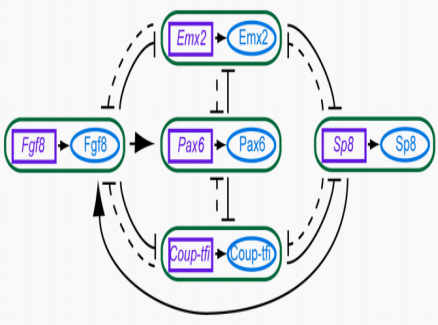 Emx2 Emx2
Fgf8 Fgf8 Pax6 Pax6 Sp8 Sp8
Coup-tfi Coup-tfi